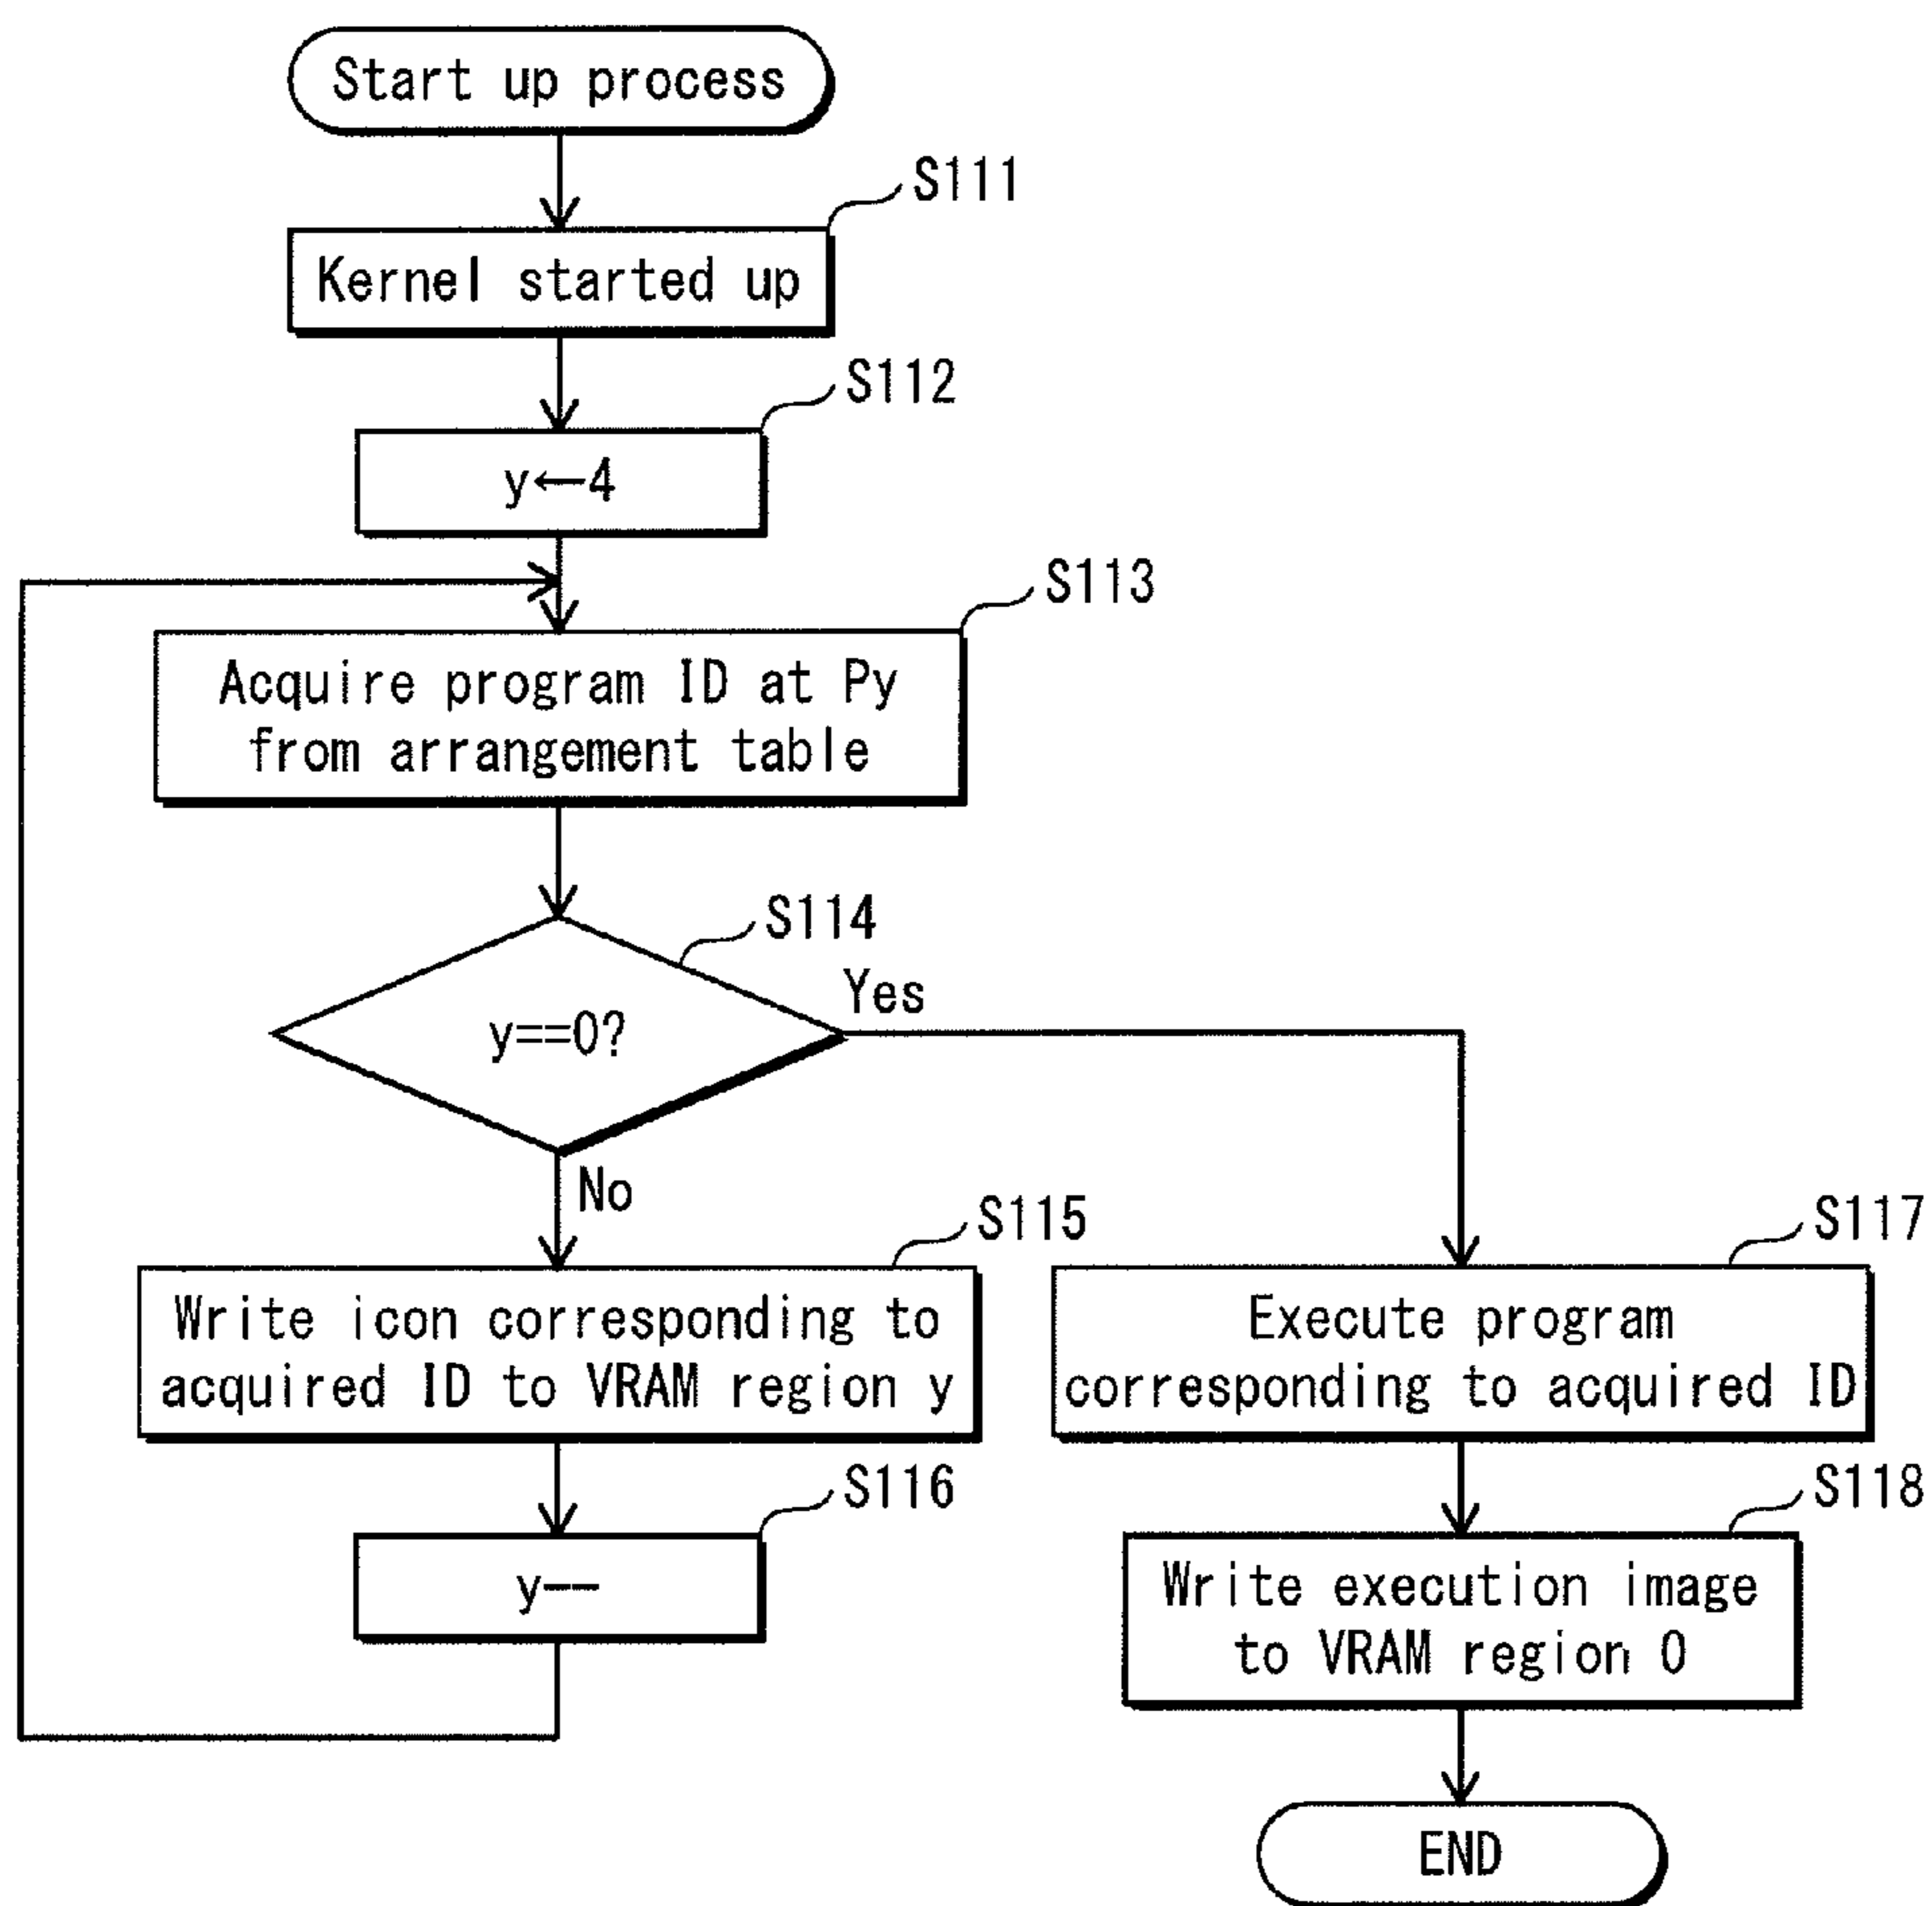 Start up process
S111
Kernel started up
S112
y←4
S113
Acquire program ID at Py
from arrangement table
S114
y==0?
Yes
No
S115
Write icon corresponding to
acquired ID to VRAM region y
S116
y--
S117
Execute program
corresponding to acquired ID
S118
Write execution image
to VRAM region 0
END